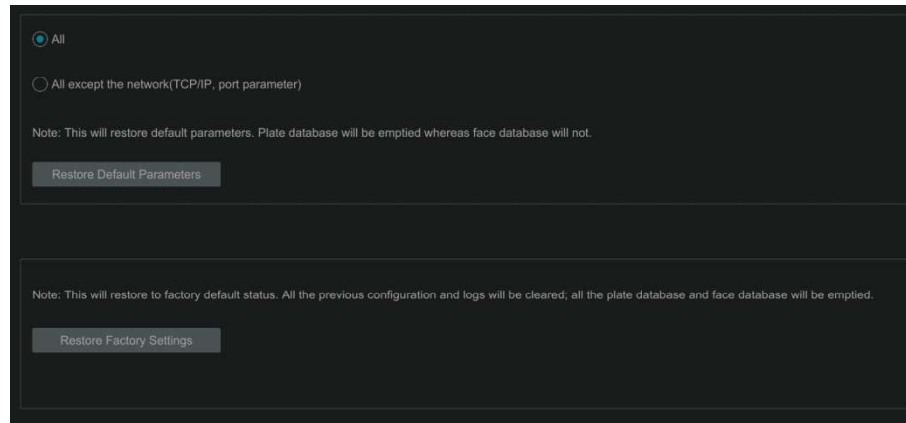 All
All except the network(TCP/IP, port parameter)
Note: This will restore default parameters. Plate database will be emptied whereas face database will not.
Restore Default Parameters
Note: This will restore to factory default status. All the previous configuration and logs will be cleared; all the plate database and face database will be emptied.
Restore Factory Settings